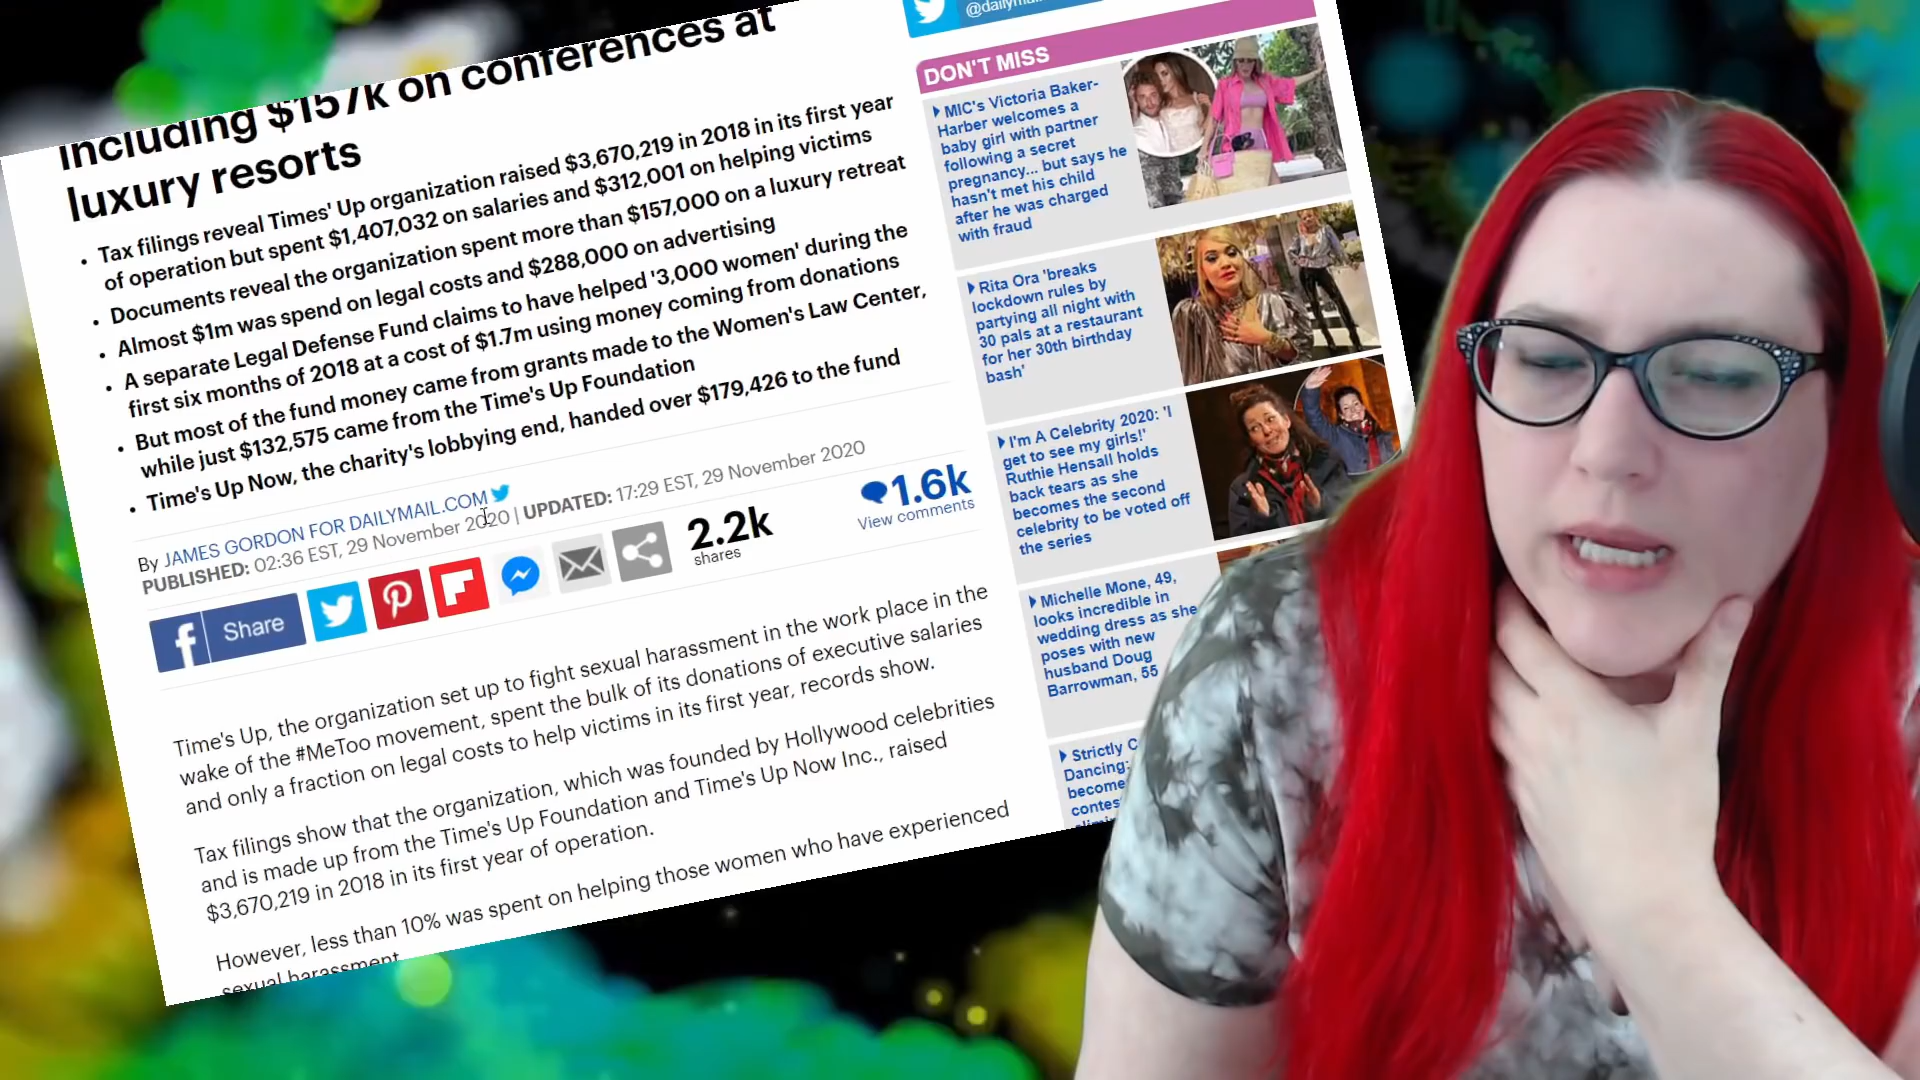 including $157k on conferences at
luxury resorts
• Tax filings reveal Times' Up organization raised $3,670,219 in 2018 in its first year
of operation but spent $1,407,032 on salaries and $312,001 on helping victims
• Documents reveal the organization spent more than $157,000 on a luxury retreat
• Almost $1m was spend on legal costs and $288,000 on advertising
• A separate Legal Defense Fund claims to have helped '3,000 women' during the
first six months of 2018 at a cost of $1.7m using money coming from donations
• But most of the fund money came from grants made to the Women's Law Center,
while just $132,575 came from the Time's Up Foundation
• Time's Up Now, the charity's lobbying end, handed over $179,426 to the fund
By JAMES GORDON FOR DAILYMAIL.COM
PUBLISHED: 02:36 EST, 29 November 2020 | UPDATED: 17:29 EST, 29 November 2020
Share
2.2k
shares
1.6k
View comments
Time's Up, the organization set up to fight sexual harassment in the work place in the
wake of the #MeToo movement, spent the bulk of its donations of executive salaries
and only a fraction on legal costs to help victims in its first year, records show.
Tax filings show that the organization, which was founded by Hollywood celebrities
and is made up from the Time's Up Foundation and Time's Up Now Inc., raised
$3,670,219 in 2018 in its first year of operation.
However, less than 10% was spent on helping those women who have experienced
sexual harassment
DON'T MISS
MIC's Victoria Baker-
Harber welcomes a
baby girl with partner
following a secret
pregnancy... but says he
hasn't met his child
after he was charged
with fraud
Rita Ora 'breaks
lockdown rules by
partying all night with
30 pals at a restaurant
for her 30th birthday
bash'
I'm A Celebrity 2020: 'I
get to see my girls!'
Ruthie Hensall holds
back tears as she
becomes the second
celebrity to be voted off
the series
Michelle Mone, 49,
looks incredible in
wedding dress as she
poses with new
husband Doug
Barrowman, 55
Strictly
Dancing: